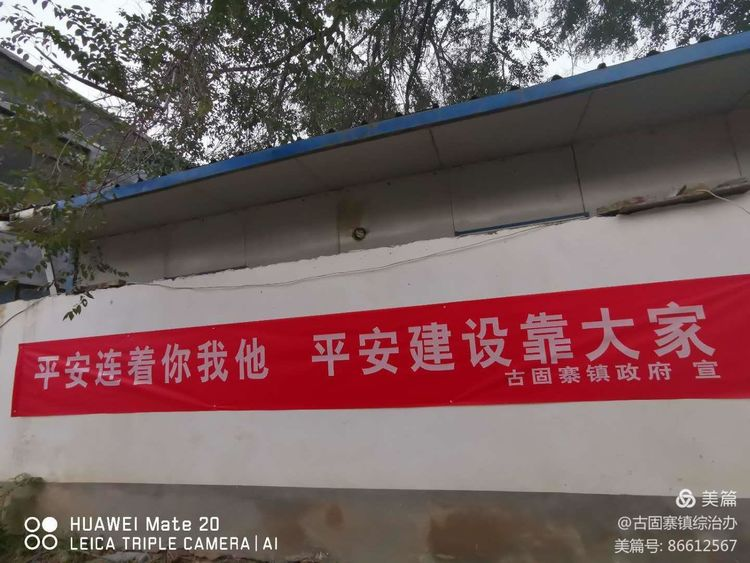 平安连着你我他 平安建设靠大家
古固寨镇政府 宣
HUAWEI Mate 20
LEICA TRIPLE CAMERA | AI
美篇
@古固寨镇综治办
美篇号: 86612567